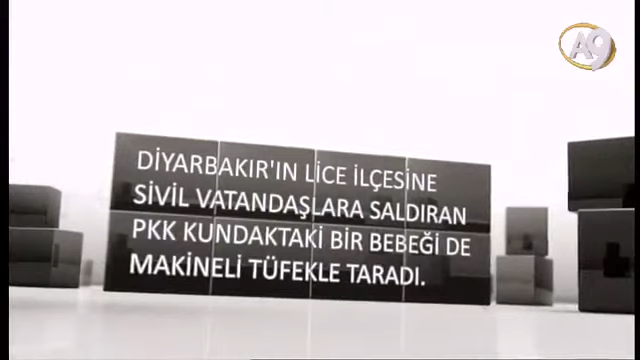 A9
DİYARBAKIR'IN LİCE İLÇESİNE
SİVİL VATANDAŞLARA SALDIRAN
PKK KUNDAKTAKİ BİR BEBEĞİ DE
MAKİNELİ TÜFEKLE TARADI.